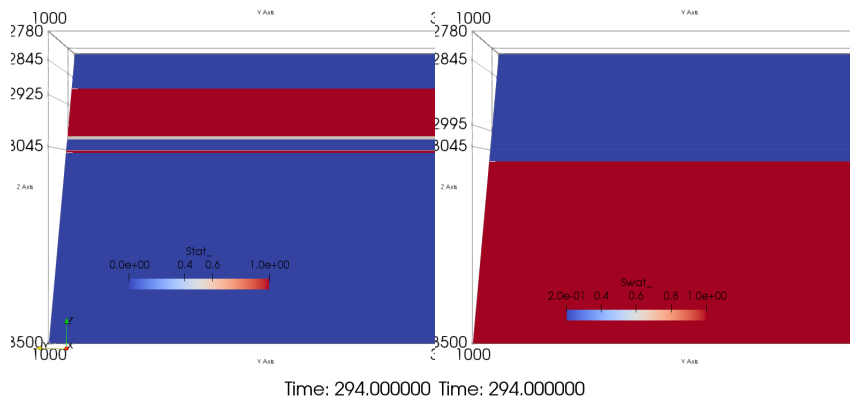 Y Axis
Y Axis
1000
1000
2780
2780
2845
2845
2925
2995
3045
3045
Z Axis
Z Axis
Stat_
0.0e+00 0.4 0.6 1.0e+00
Swat_
2.0e-01 0.4 0.6 0.8 1.0e+00
Z
Y
X
3500
3500
1000
1000
Y Axis
Y Axis
Time: 294.000000
Time: 294.000000